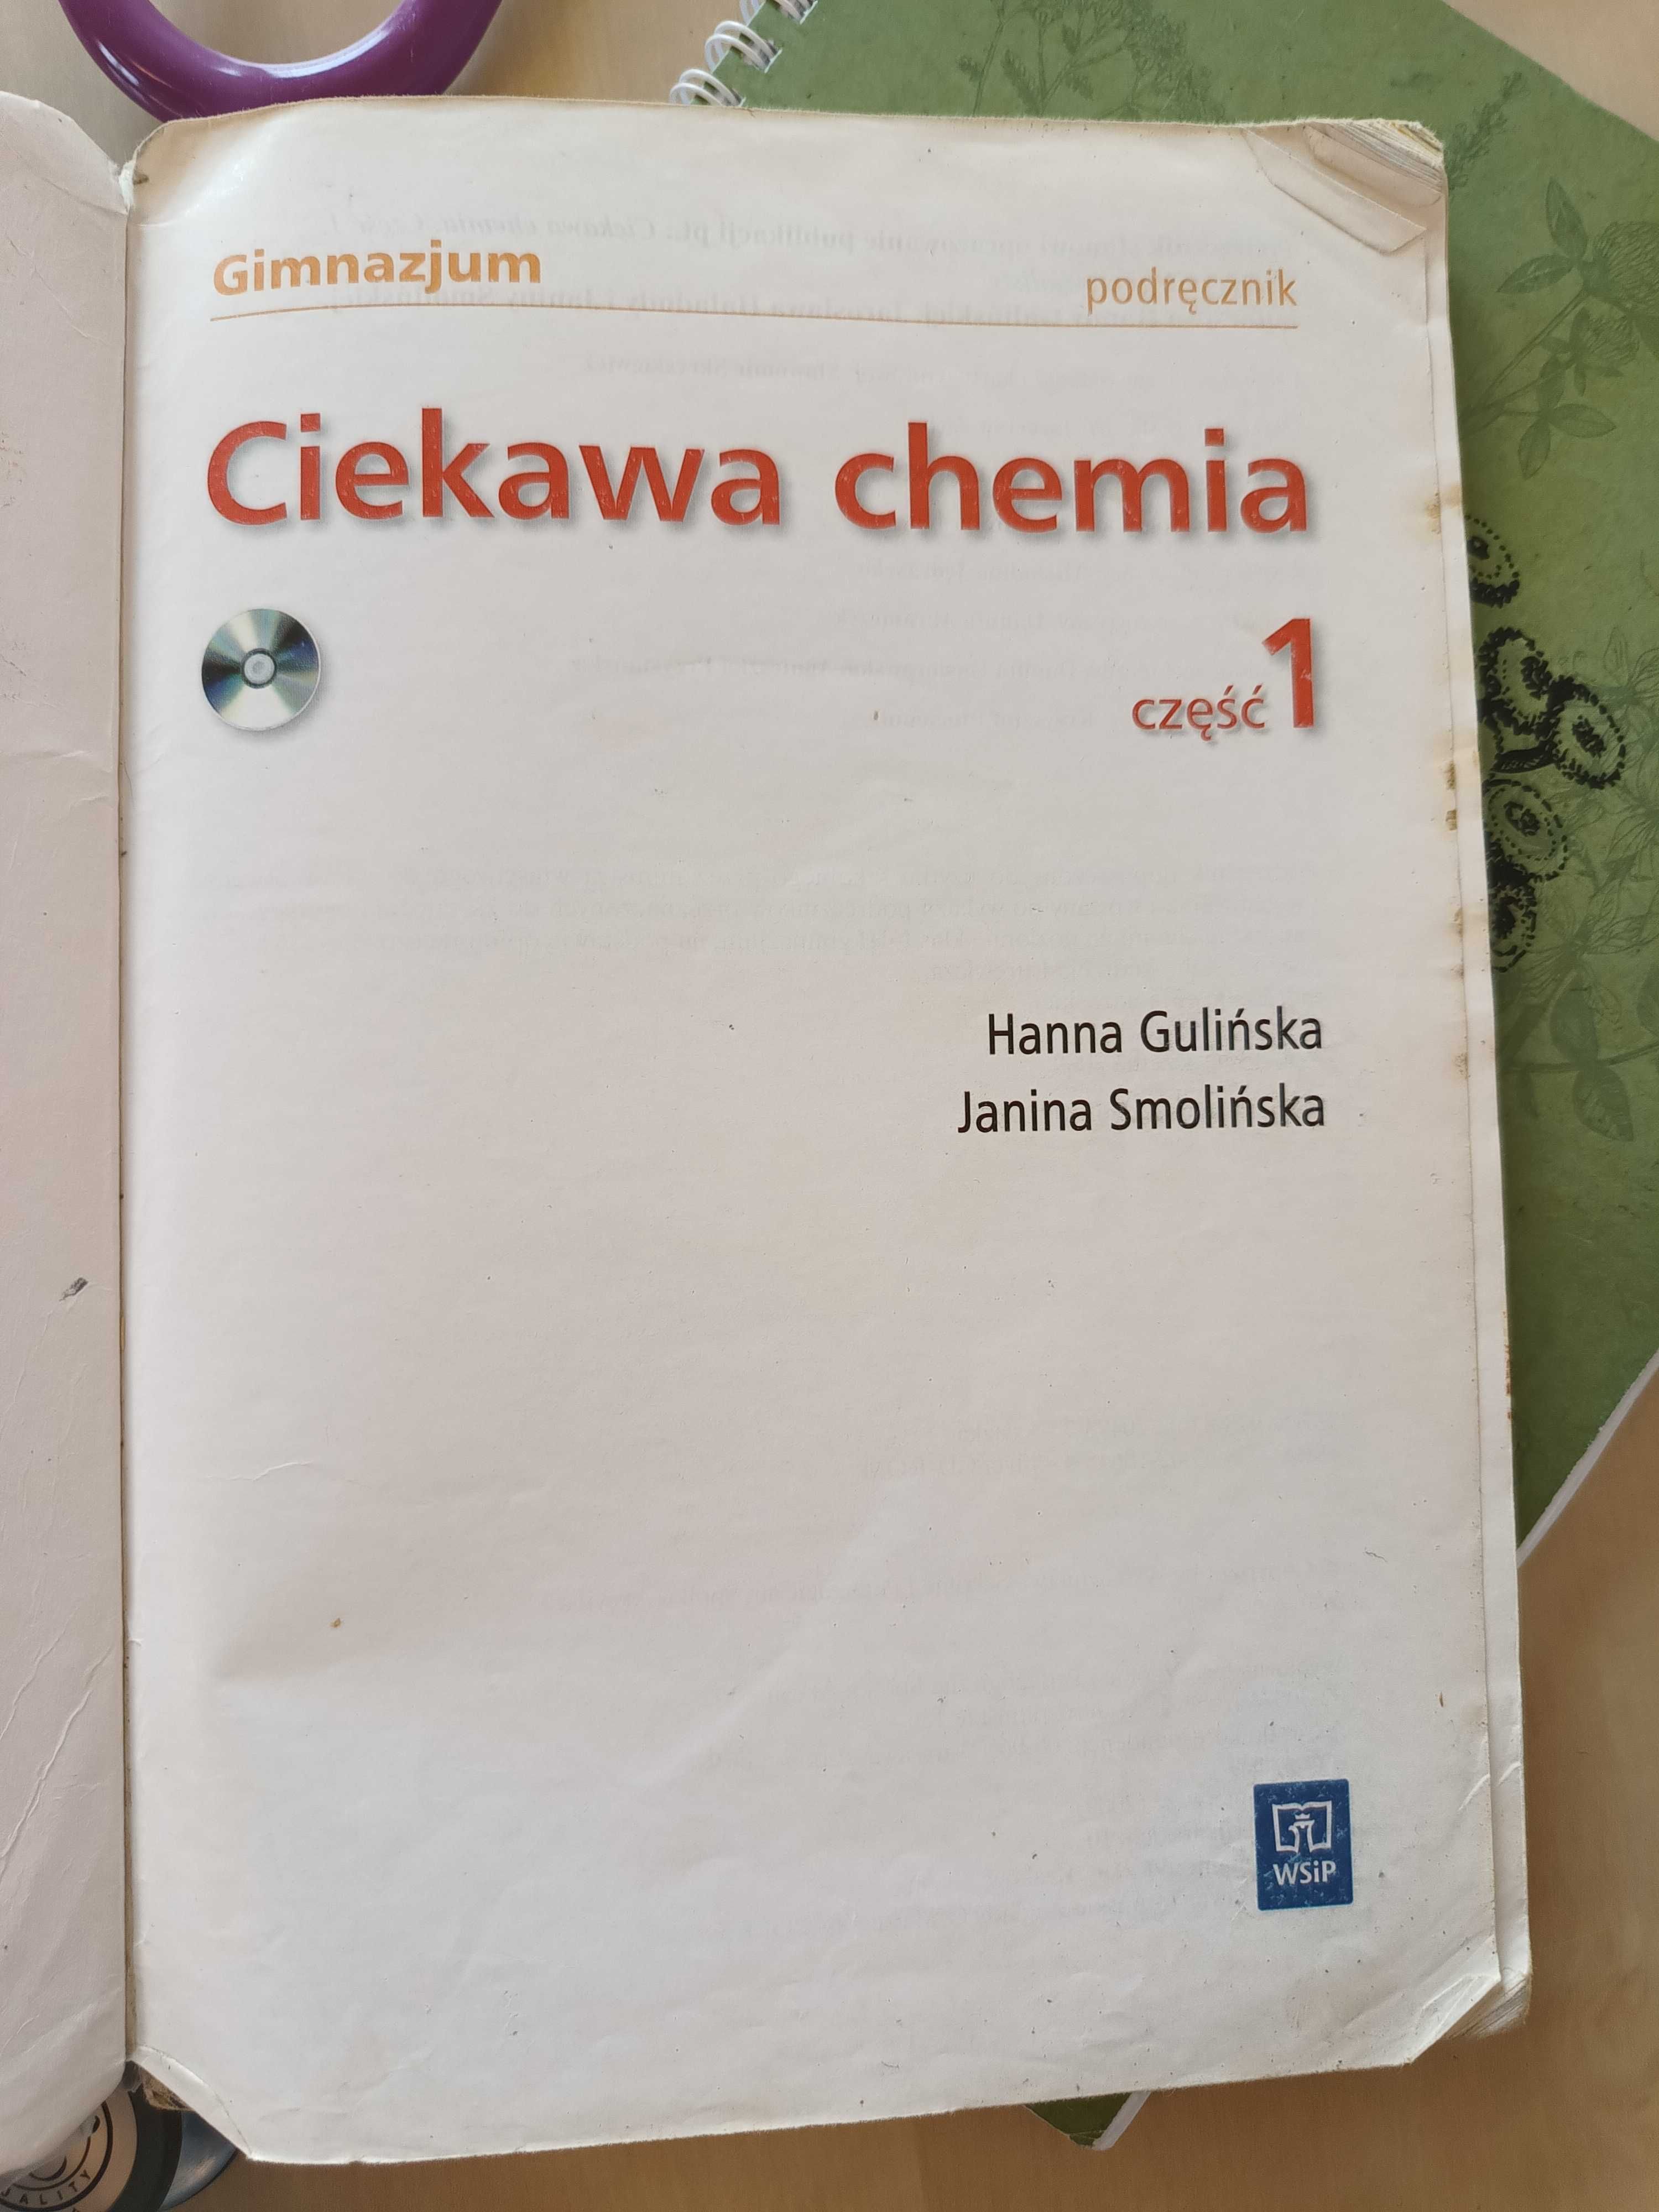 Gimnazjum podręcznik
Ciekawa chemia
część 1
Hanna Gulińska
Janina Smolińska
WSiP